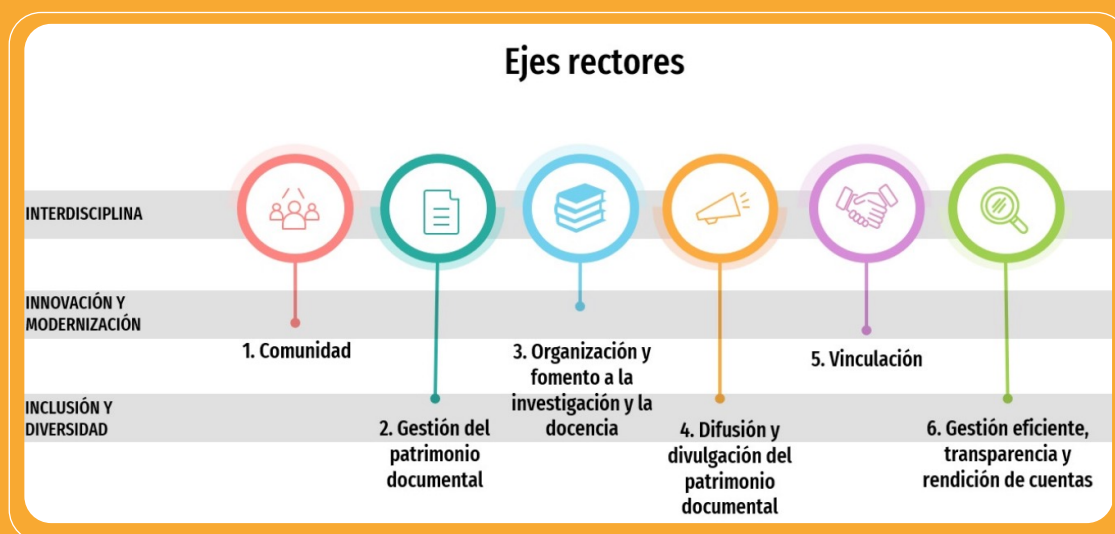 Ejes rectores
INTERDISCIPLINA
INNOVACIÓN Y
MODERNIZACIÓN
INCLUSIÓN Y
DIVERSIDAD
1. Comunidad
2. Gestión del
patrimonio
documental
3. Organización y
fomento a la
investigación y la
docencia
4. Difusión y
divulgación del
patrimonio
documental
5. Vinculación
6. Gestión eficiente,
transparencia y
rendición de cuentas